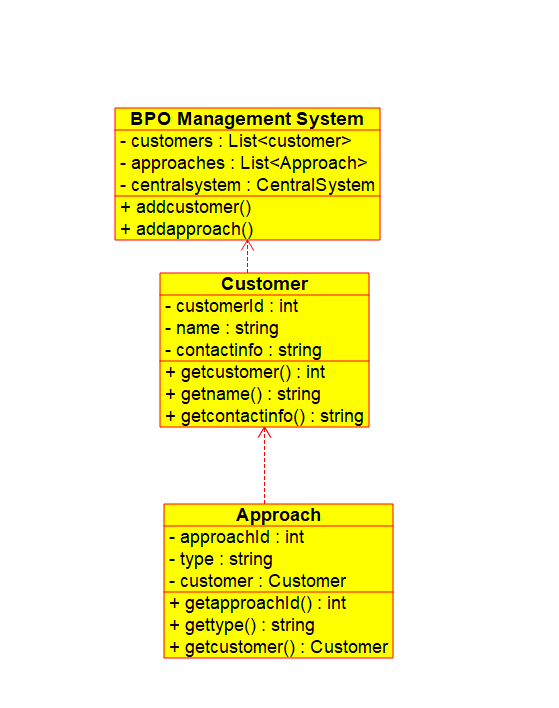 BPO Management System
- customers : List<customer>
- approaches : List<Approach>
- centralsystem : CentralSystem
+ addcustomer()
+ addapproach()
Customer
- customerId : int
- name : string
- contactinfo : string
+ getcustomer() : int
+ getname() : string
+ getcontactinfo() : string
Approach
- approachId : int
- type : string
- customer : Customer
+ getapproachId() : int
+ gettype() : string
+ getcustomer() : Customer